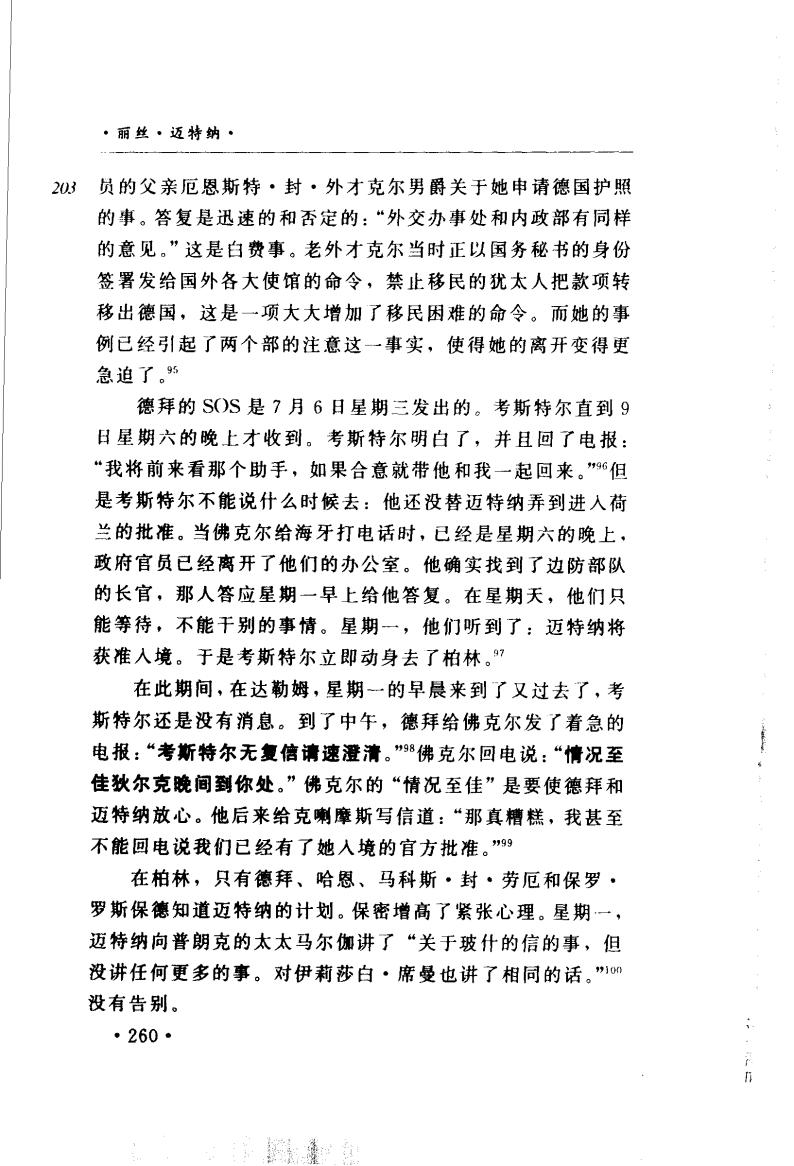 ·丽丝·迈特纳·
203 员的父亲厄恩斯特·封·外才克尔男爵关于她申请德国护照
的事。答复是迅速的和否定的：“外交办事处和内政部有同样
的意见。”这是白费事。老外才克尔当时正以国务秘书的身份
签署发给国外各大使馆的命令，禁止移民的犹太人把款项转
移出德国，这是一项大大增加了移民困难的命令。而她的事
例已经引起了两个部的注意这一事实，使得她的离开变得更
急迫了。95
德拜的SOS是7月6日星期三发出的。考斯特尔直到9
日星期六的晚上才收到。考斯特尔明白了，并且回了电报：
“我将前来看那个助手，如果合意就带他和我一起回来。”96但
是考斯特尔不能说什么时候去：他还没替迈特纳弄到进入荷
兰的批准。当佛克尔给海牙打电话时，已经是星期六的晚上，
政府官员已经离开了他们的办公室。他确实找到了边防部队
的长官，那人答应星期一早上给他答复。在星期天，他们只
能等待，不能干别的事情。星期一，他们听到了：迈特纳将
获准入境。于是考斯特尔立即动身去了柏林。97
在此期间，在达勒姆，星期一的早晨来到了又过去了，考
斯特尔还是没有消息。到了中午，德拜给佛克尔发了着急的
电报：“考斯特尔无复信请速澄清。”98佛克尔回电说：“情况至
佳狄尔克晚间到你处。”佛克尔的“情况至佳”是要使德拜和
迈特纳放心。他后来给克喇摩斯写信道：“那真糟糕，我甚至
不能回电说我们已经有了她入境的官方批准。”99
在柏林，只有德拜、哈恩、马科斯·封·劳厄和保罗·
罗斯保德知道迈特纳的计划。保密增高了紧张心理。星期一，
迈特纳向普朗克的太太马尔伽讲了“关于玻什的信的事，但
没讲任何更多的事。对伊莉莎白·席曼也讲了相同的话。”100
没有告别。
·260·